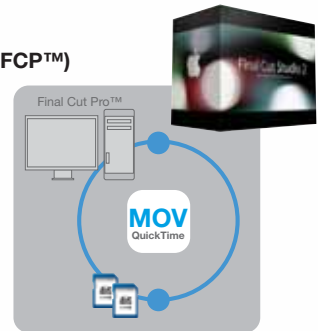 FCP™)
Final Cut Studio 2
Final Cut Pro™
MOV
QuickTime